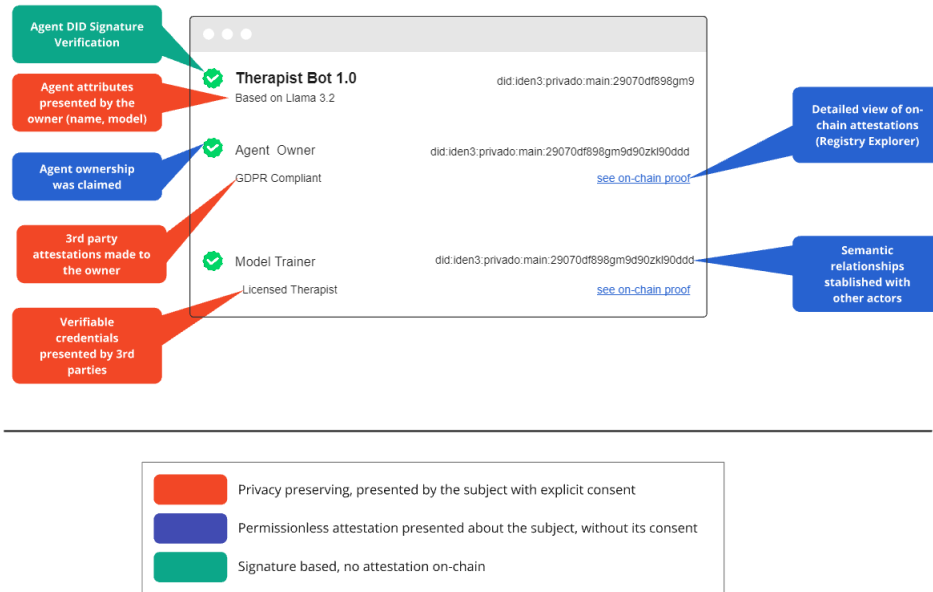 Agent DID Signature
Verification
Agent attributes
presented by the
owner (name, model)
Agent ownership
was claimed
3rd party
attestations made to
the owner
Verifiable
credentials
presented by 3rd
parties
Therapist Bot 1.0
did:iden3:privado:main:29070df898gm9
Based on Llama 3.2
Agent Owner
did:iden3:privado:main:29070df898gm9d90zkl90ddd
GDPR Compliant
see on-chain proof
Model Trainer
did:iden3:privado:main:29070df898gm9d90zkl90ddd
Licensed Therapist
see on-chain proof
Detailed view of on-
chain attestations
(Registry Explorer)
Semantic
relationships
stablished with
other actors
Privacy preserving, presented by the subject with explicit consent
Permissionless attestation presented about the subject, without its consent
Signature based, no attestation on-chain